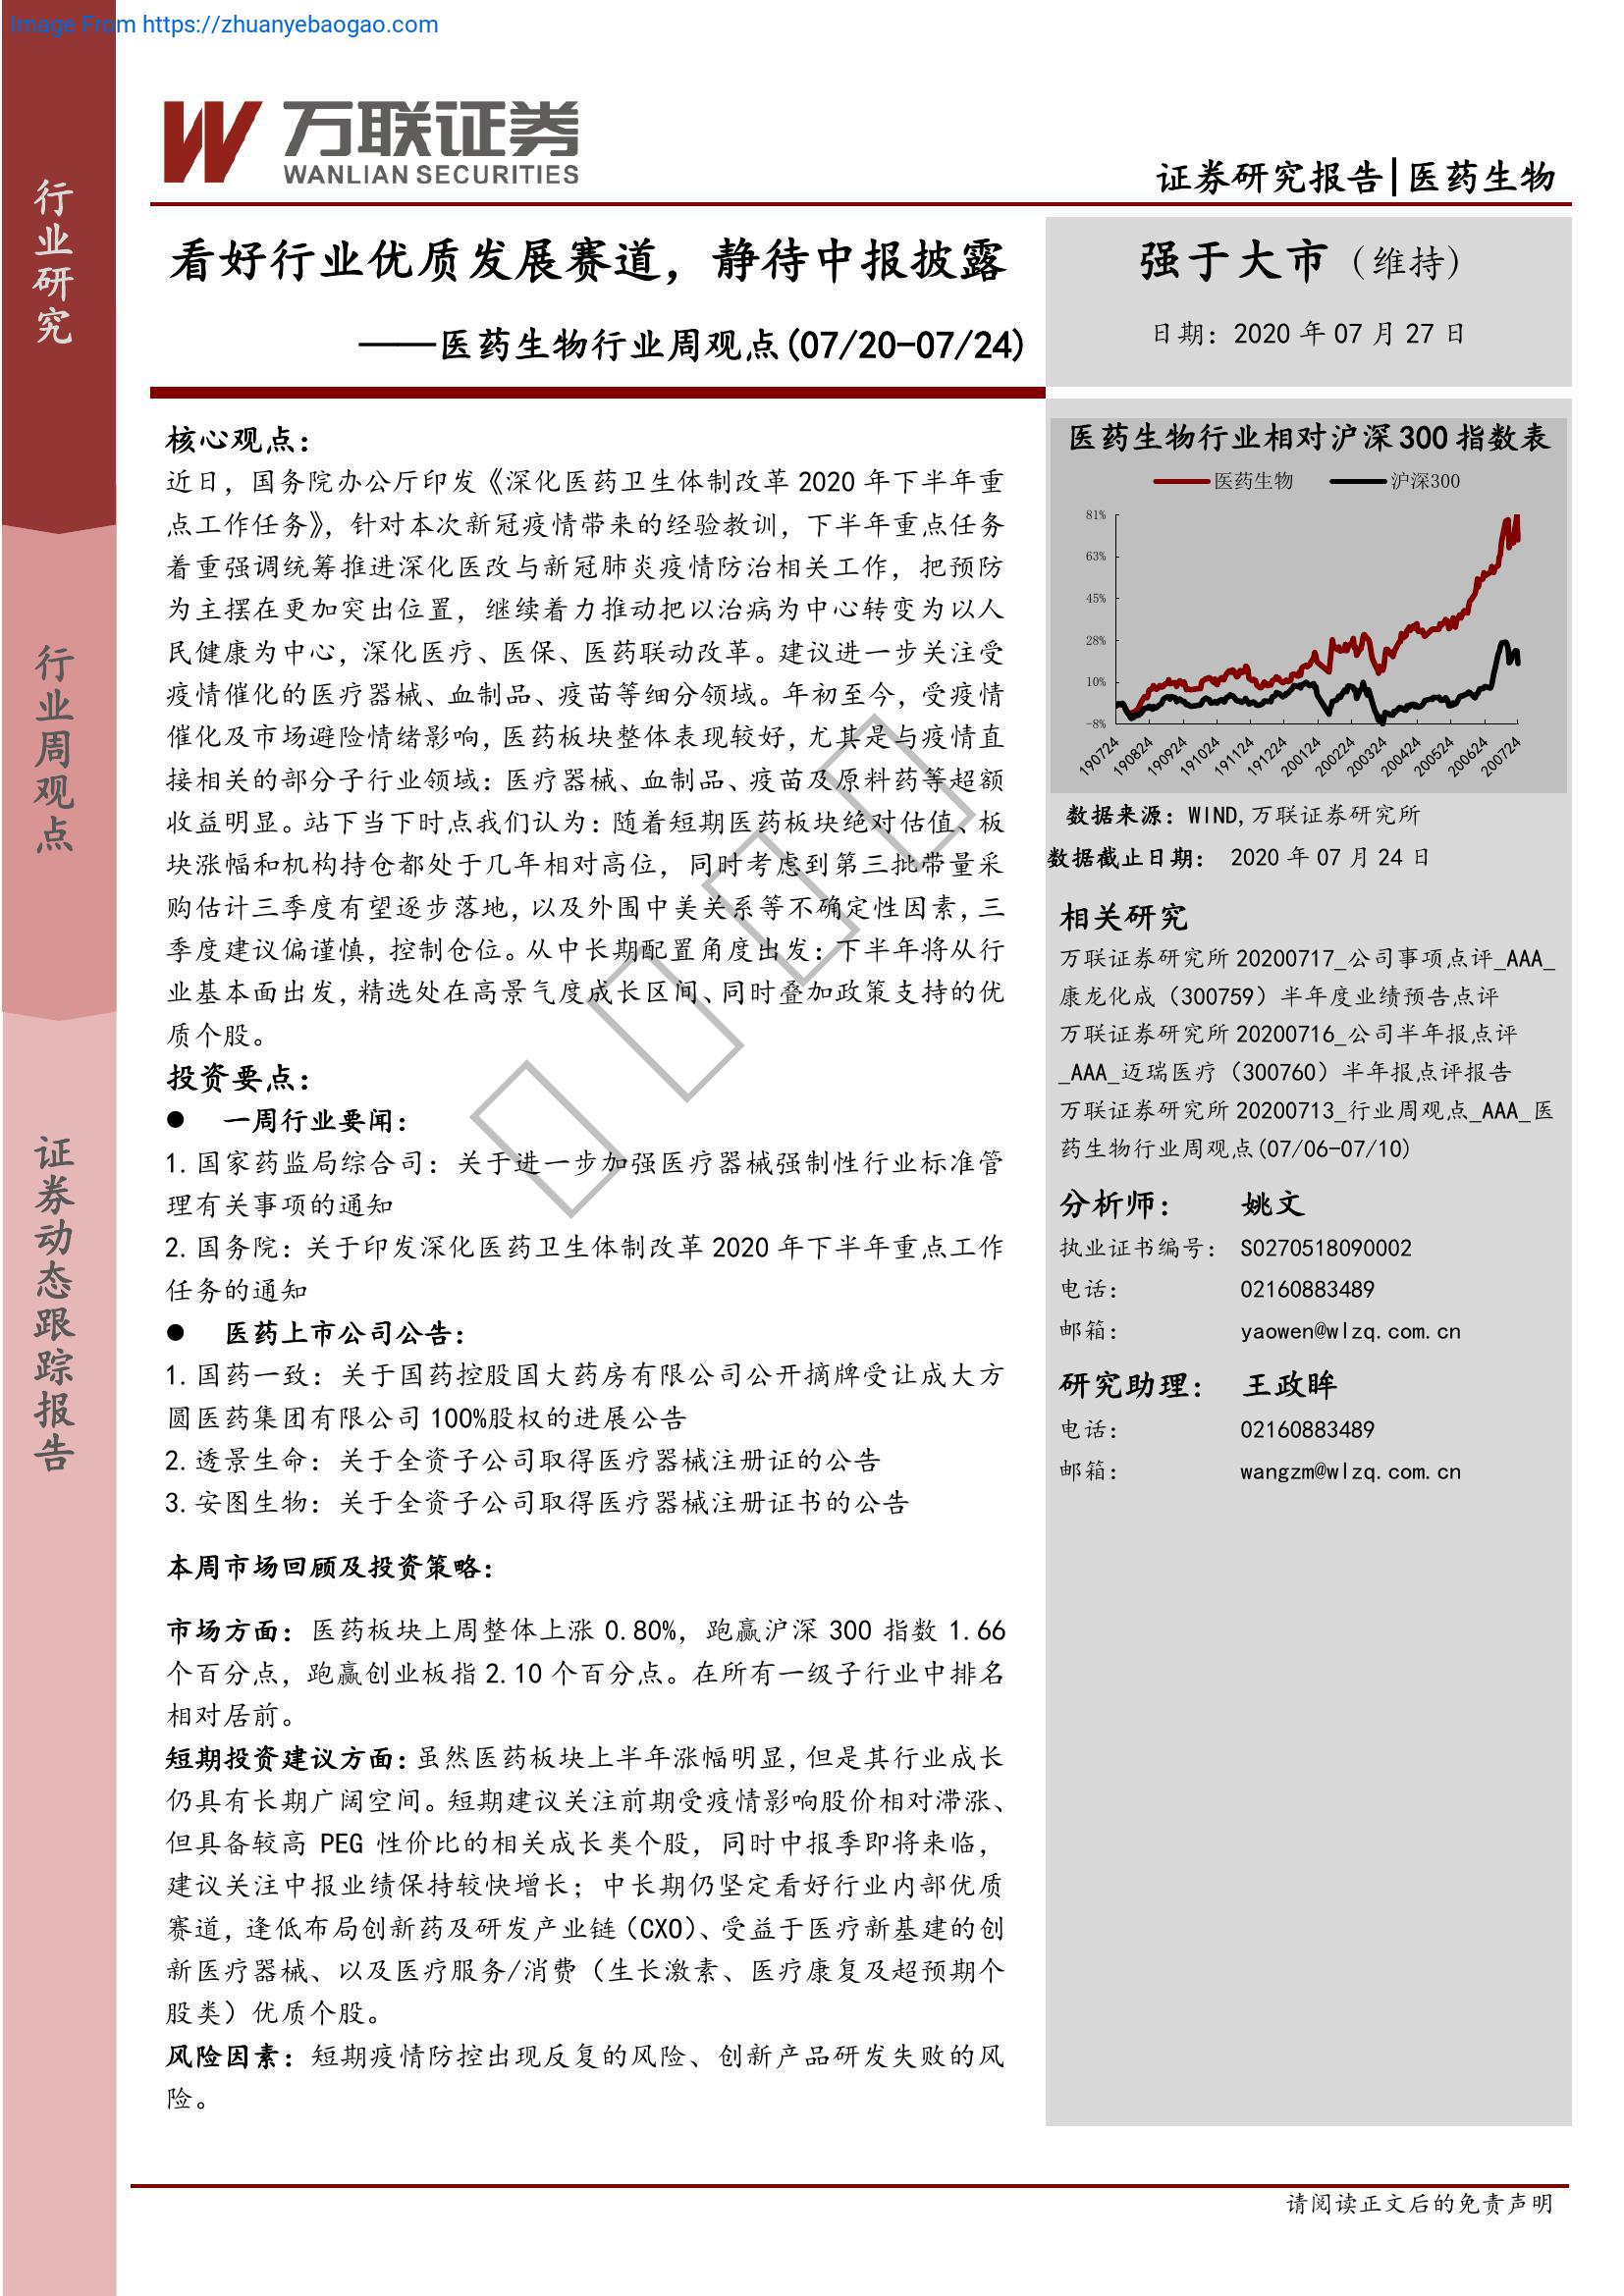 Image From https://zhuanyebaogao.com
万联证券
WANLIAN SECURITIES
证券研究报告|医药生物
行业研究
行业周观点
证券动态跟踪报告
看好行业优质发展赛道，静待中报披露
——医药生物行业周观点(07/20-07/24)
强于大市（维持）
日期：2020 年 07 月 27 日
核心观点：
近日，国务院办公厅印发《深化医药卫生体制改革 2020 年下半年重
点工作任务》，针对本次新冠疫情带来的经验教训，下半年重点任务
着重强调统筹推进深化医改与新冠肺炎疫情防治相关工作，把预防
为主摆在更加突出位置，继续着力推动把以治病为中心转变为以人
民健康为中心，深化医疗、医保、医药联动改革。建议进一步关注受
疫情催化的医疗器械、血制品、疫苗等细分领域。年初至今，受疫情
催化及市场避险情绪影响，医药板块整体表现较好，尤其是与疫情直
接相关的部分子行业领域：医疗器械、血制品、疫苗及原料药等超额
收益明显。站下当下时点我们认为：随着短期医药板块绝对估值、板
块涨幅和机构持仓都处于几年相对高位，同时考虑到第三批带量采
购估计三季度有望逐步落地，以及外围中美关系等不确定性因素，三
季度建议偏谨慎，控制仓位。从中长期配置角度出发：下半年将从行
业基本面出发，精选处在高景气度成长区间、同时叠加政策支持的优
质个股。
投资要点：
● 一周行业要闻：
1. 国家药监局综合司：关于进一步加强医疗器械强制性行业标准管
理有关事项的通知
2. 国务院：关于印发深化医药卫生体制改革 2020 年下半年重点工作
任务的通知
● 医药上市公司公告：
1. 国药一致：关于国药控股国大药房有限公司公开摘牌受让成大方
圆医药集团有限公司 100%股权的进展公告
2. 透景生命：关于全资子公司取得医疗器械注册证的公告
3. 安图生物：关于全资子公司取得医疗器械注册证书的公告
本周市场回顾及投资策略：
市场方面：医药板块上周整体上涨 0.80%，跑赢沪深 300 指数 1.66
个百分点，跑赢创业板指 2.10 个百分点。在所有一级子行业中排名
相对居前。
短期投资建议方面：虽然医药板块上半年涨幅明显，但是其行业成长
仍具有长期广阔空间。短期建议关注前期受疫情影响股价相对滞涨、
但具备较高 PEG 性价比的相关成长类个股，同时中报季即将来临，
建议关注中报业绩保持较快增长；中长期仍坚定看好行业内部优质
赛道，逢低布局创新药及研发产业链（CXO）、受益于医疗新基建的创
新医疗器械、以及医疗服务/消费（生长激素、医疗康复及超预期个
股类）优质个股。
风险因素：短期疫情防控出现反复的风险、创新产品研发失败的风
险。
医药生物行业相对沪深 300 指数表
医药生物 沪深300
81%
63%
45%
28%
10%
-8%
190724 190824 190924 191024 191124 191224 200124 200224 200324 200424 200524 200624 200724
数据来源：WIND,万联证券研究所
数据截止日期： 2020 年 07 月 24 日
相关研究
万联证券研究所 20200717_公司事项点评_AAA_
康龙化成（300759）半年度业绩预告点评
万联证券研究所 20200716_公司半年报点评
_AAA_迈瑞医疗（300760）半年报点评报告
万联证券研究所 20200713_行业周观点_AAA_医
药生物行业周观点(07/06-07/10)
分析师： 姚文
执业证书编号： S0270518090002
电话： 02160883489
邮箱： yaowen@wlzq.com.cn
研究助理： 王政眸
电话： 02160883489
邮箱： wangzm@wlzq.com.cn
请阅读正文后的免责声明